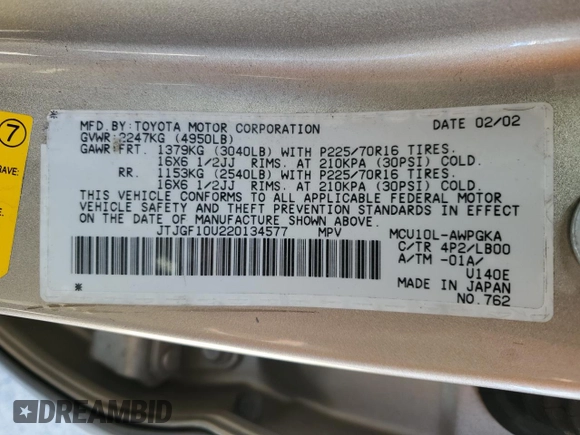 7
MFD.BY:TOYOTA MOTOR CORPORATION DATE 02/02
GVWR:2247KG (4950LB)
GAWR:FRT. 1379KG (3040LB) WITH P225/70R16 TIRES.
16X6 1/2JJ RIMS. AT 210KPA (30PSI) COLD.
RR. 1153KG (2540LB) WITH P225/70R16 TIRES.
16X6 1/2JJ RIMS. AT 210KPA (30PSI) COLD.
THIS VEHICLE CONFORMS TO ALL APPLICABLE FEDERAL MOTOR
VEHICLE SAFETY AND THEFT PREVENTION STANDARDS IN EFFECT
ON THE DATE OF MANUFACTURE SHOWN ABOVE.
JTJGF10U220134577 MPV MCU10L-AWPGKA
C/TR 4P2/LB00
A/TM -01A/
U140E
MADE IN JAPAN
NO.762
DREAMBID